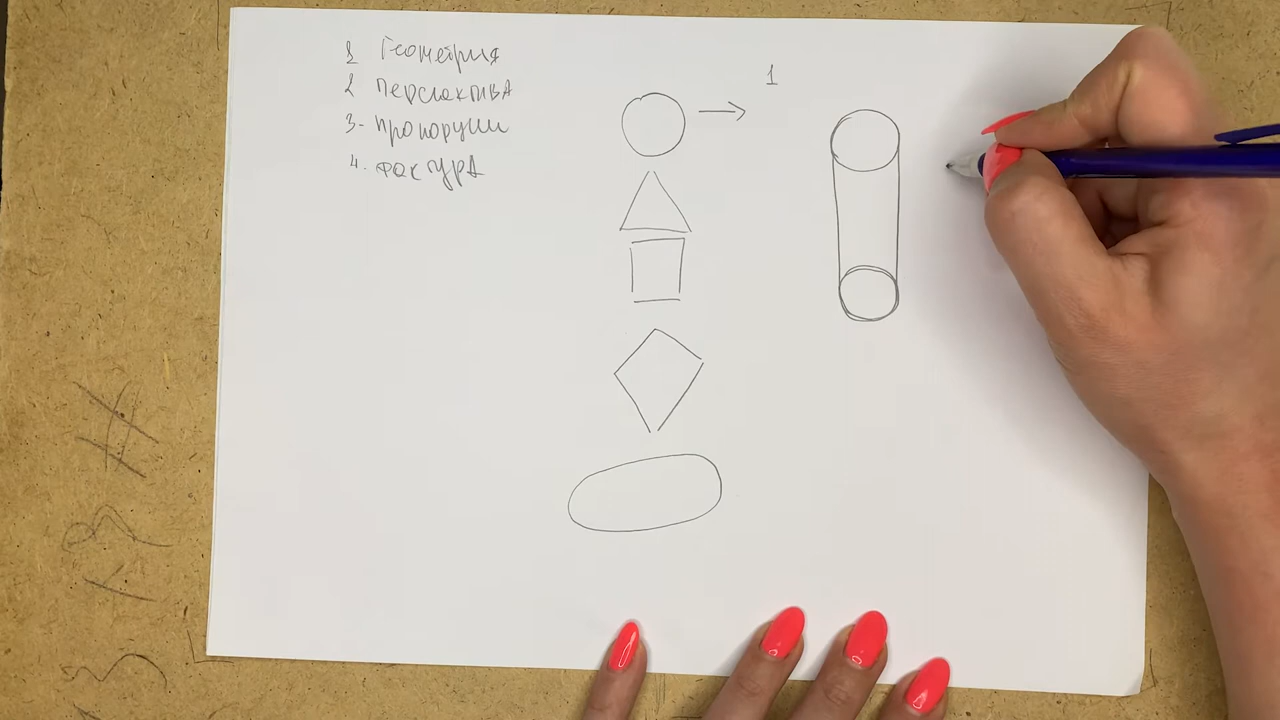 1 Геометрия
2 Перспектива
3- Пропорции
4. фактура
1